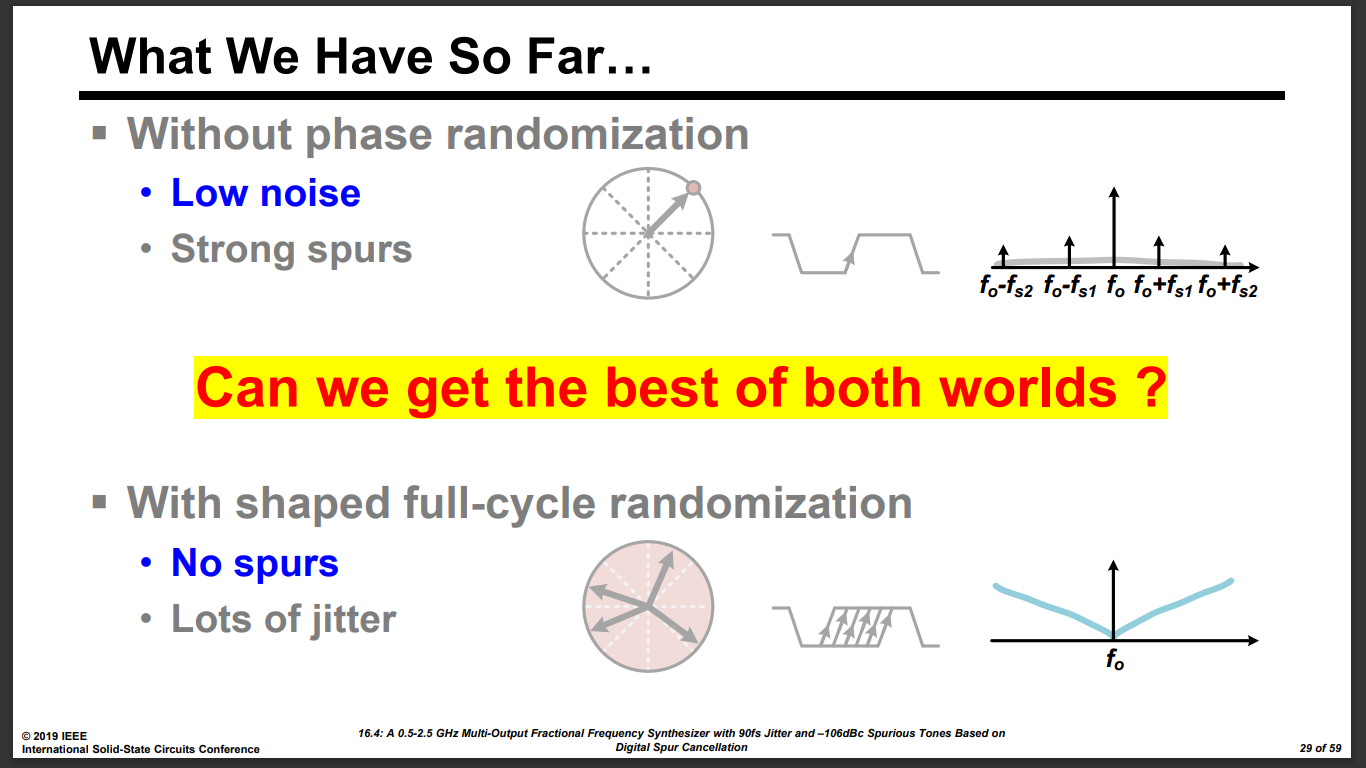 What We Have So Far…
▪ Without phase randomization
• Low noise
• Strong spurs
fo-fs2 fo-fs1 fo fo+fs1 fo+fs2
Can we get the best of both worlds ?
▪ With shaped full-cycle randomization
• No spurs
• Lots of jitter
fo
© 2019 IEEE
International Solid-State Circuits Conference
16.4: A 0.5-2.5 GHz Multi-Output Fractional Frequency Synthesizer with 90fs Jitter and –106dBc Spurious Tones Based on
Digital Spur Cancellation
29 of 59